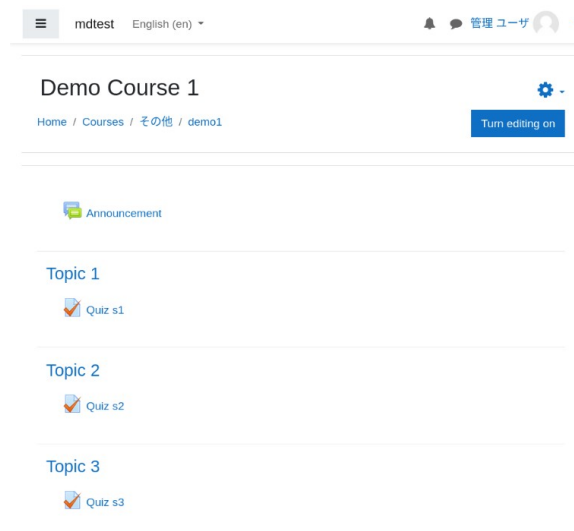 mdtest English (en) 管理 ユーザ
Demo Course 1
Home / Courses / その他 / demo1
Turn editing on
Announcement
Topic 1
Quiz s1
Topic 2
Quiz s2
Topic 3
Quiz s3